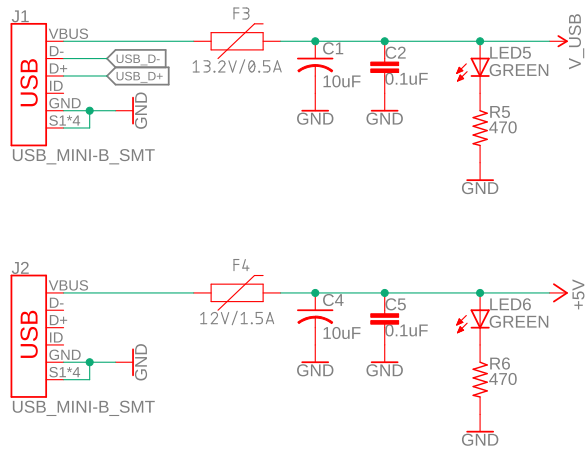 J1
F3
VBUS
D-
USB_D-
D+
USB_D+
ID
GND
S1*4
USB
GND
USB_MINI-B_SMT
13.2V/0.5A
C1
10uF
GND
C2
0.1uF
GND
LED5
GREEN
R5
470
GND
V_USB
J2
F4
VBUS
D-
D+
ID
GND
S1*4
USB
GND
USB_MINI-B_SMT
12V/1.5A
C4
10uF
GND
C5
0.1uF
GND
LED6
GREEN
R6
470
GND
+5V